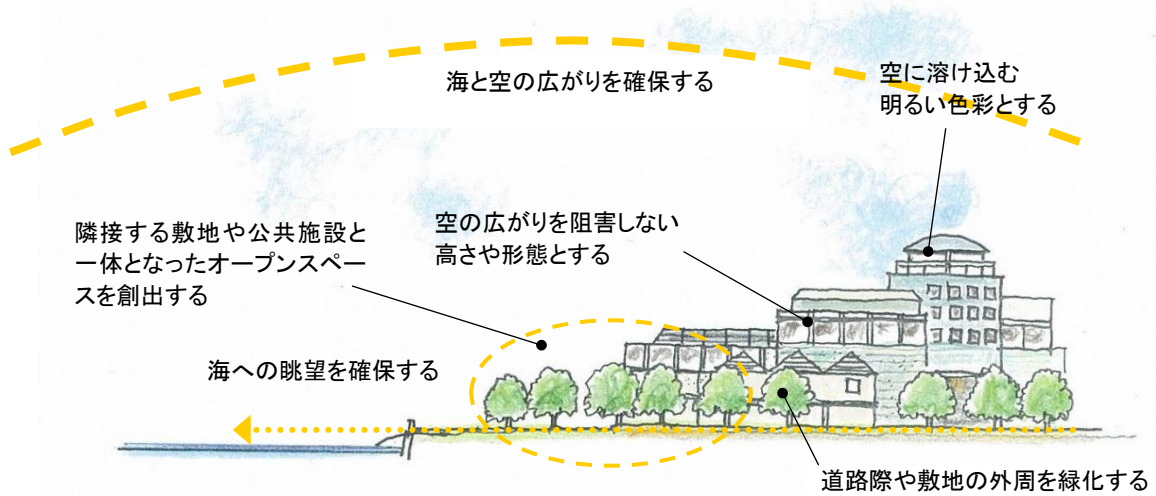 海と空の広がりを確保する
空に溶け込む
明るい色彩とする
隣接する敷地や公共施設と
一体となったオープンスペー
スを創出する
空の広がりを阻害しない
高さや形態とする
海への眺望を確保する
道路際や敷地の外周を緑化する